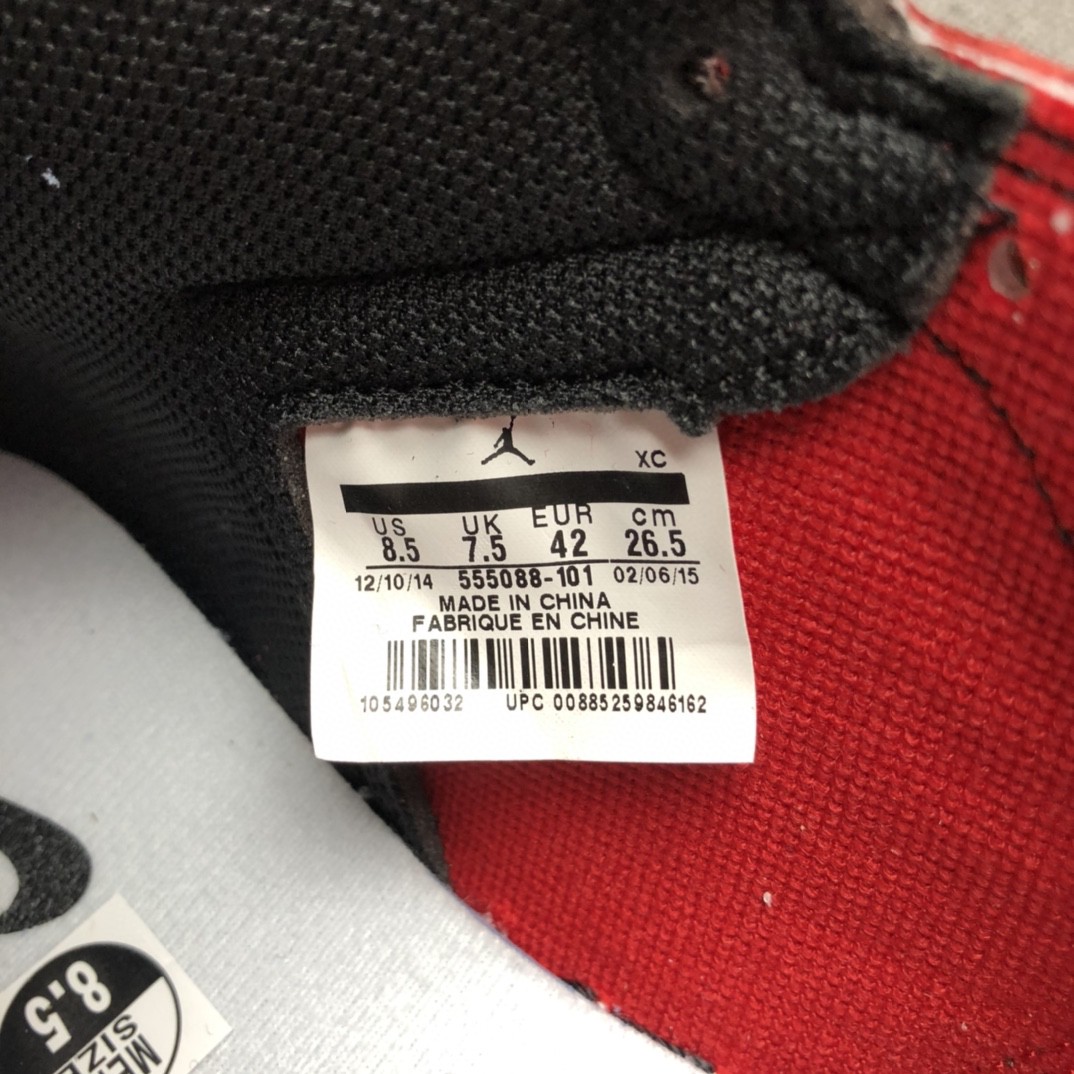 XC
US UK EUR cm
8.5 7.5 42 26.5
12/10/14 555088-101 02/06/15
MADE IN CHINA
FABRIQUE EN CHINE
105496032 UPC 00885259846162
8.5
SIZE